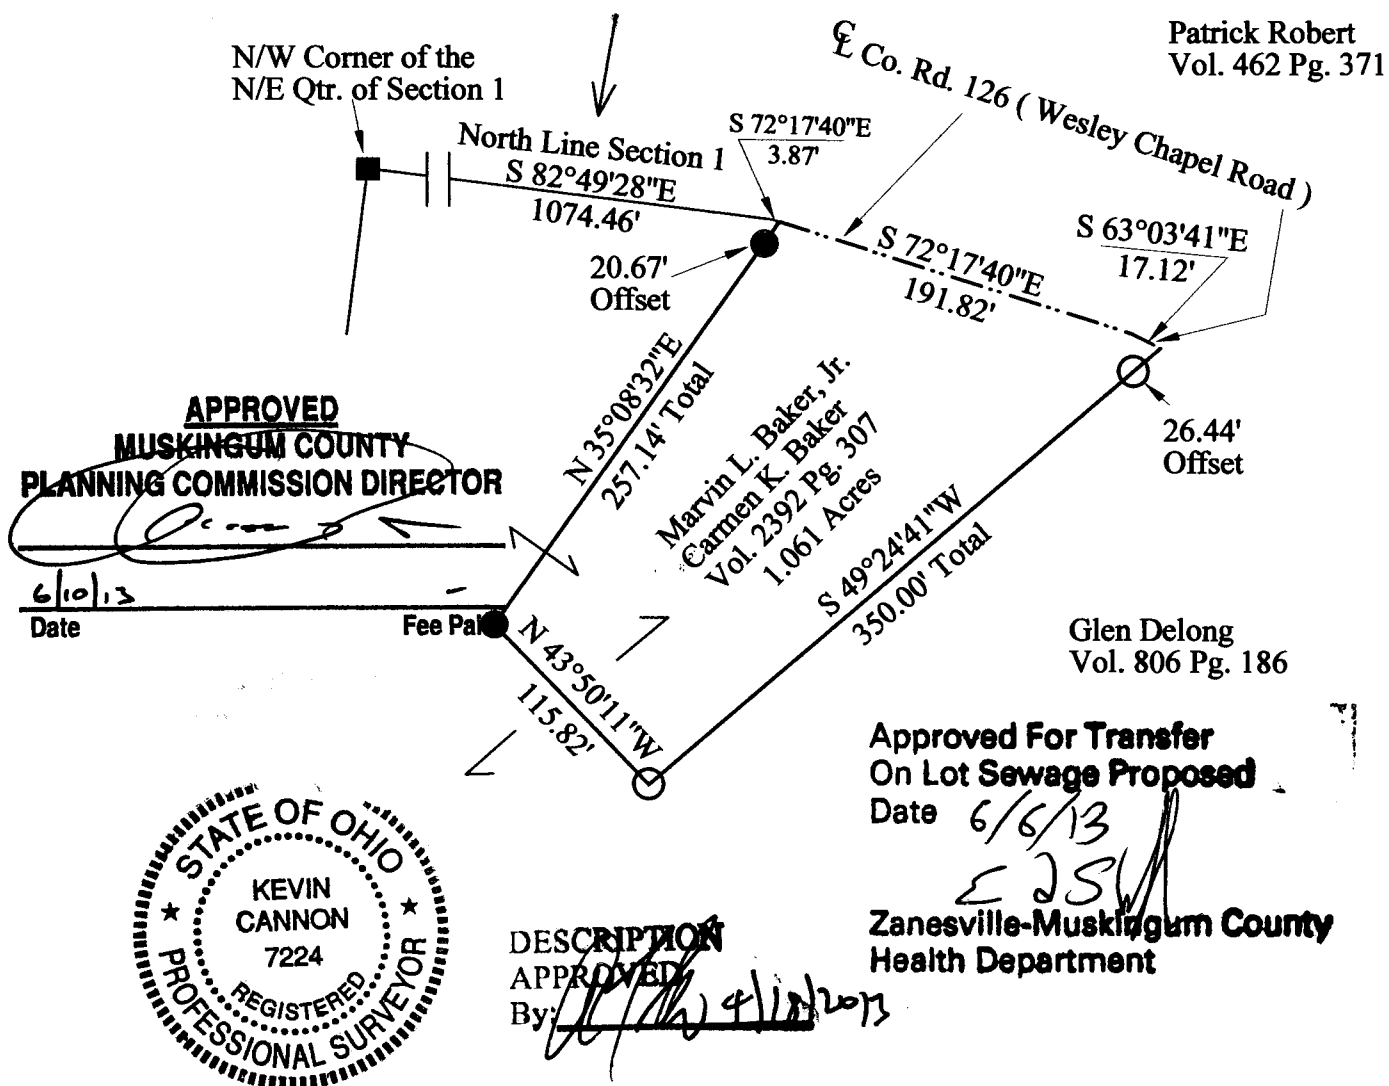 Patrick Robert
Vol. 462 Pg. 371
N/W Corner of the
N/E Qtr. of Section 1
℄ Co. Rd. 126 ( Wesley Chapel Road )
North Line Section 1
S 82°49'28"E
1074.46'
S 72°17'40"E
3.87'
S 72°17'40"E
191.82'
S 63°03'41"E
17.12'
20.67'
Offset
26.44'
Offset
N 35°08'32"E
257.14' Total
Marvin L. Baker, Jr.
Carmen K. Baker
Vol. 2392 Pg. 307
1.061 Acres
S 49°24'41"W
350.00' Total
N 43°50'11"W
115.82'
Glen Delong
Vol. 806 Pg. 186
APPROVED
MUSKINGUM COUNTY
PLANNING COMMISSION DIRECTOR
6/10/13
Date Fee Pai
Approved For Transfer
On Lot Sewage Proposed
Date 6/6/13
Zanesville-Muskingum County
Health Department
STATE OF OHIO
KEVIN
CANNON
7224
REGISTERED
PROFESSIONAL SURVEYOR
DESCRIPTION
APPROVED
By: 4/18/2013